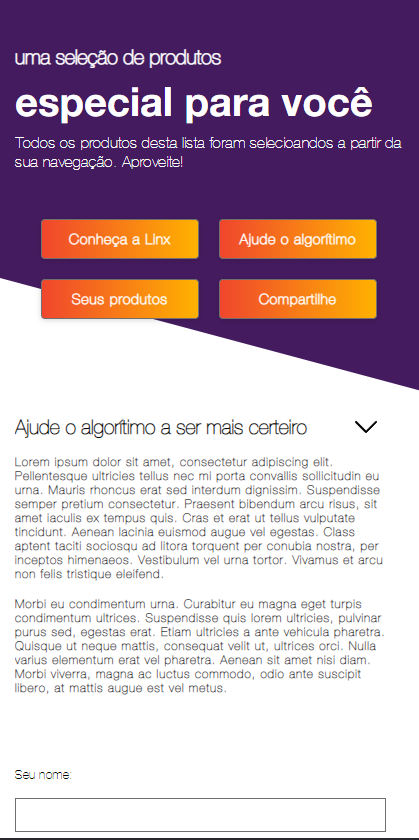 uma seleção de produtos
especial para você
Todos os produtos desta lista foram selecioandos a partir da
sua navegação. Aproveite!
Conheça a Linx
Ajude o algorítimo
Seus produtos
Compartilhe
Ajude o algorítimo a ser mais certeiro
Lorem ipsum dolor sit amet, consectetur adipiscing elit.
Pellentesque ultricies tellus nec mi porta convallis sollicitudin eu
urna. Mauris rhoncus erat sed interdum dignissim. Suspendisse
semper pretium consectetur. Praesent bibendum arcu risus, sit
amet iaculis ex tempus quis. Cras et erat ut tellus vulputate
tincidunt. Aenean lacinia euismod augue vel egestas. Class
aptent taciti sociosqu ad litora torquent per conubia nostra, per
inceptos himenaeos. Vestibulum vel urna tortor. Vivamus et arcu
non felis tristique eleifend.
Morbi eu condimentum urna. Curabitur eu magna eget turpis
condimentum ultrices. Suspendisse quis lorem ultricies, pulvinar
purus sed, egestas erat. Etiam ultricies a ante vehicula pharetra.
Quisque ut neque mattis, consequat velit ut, ultrices orci. Nulla
varius elementum erat vel pharetra. Aenean sit amet nisi diam.
Morbi viverra, magna ac luctus commodo, odio ante suscipit
libero, at mattis augue est vel metus.
Seu nome: